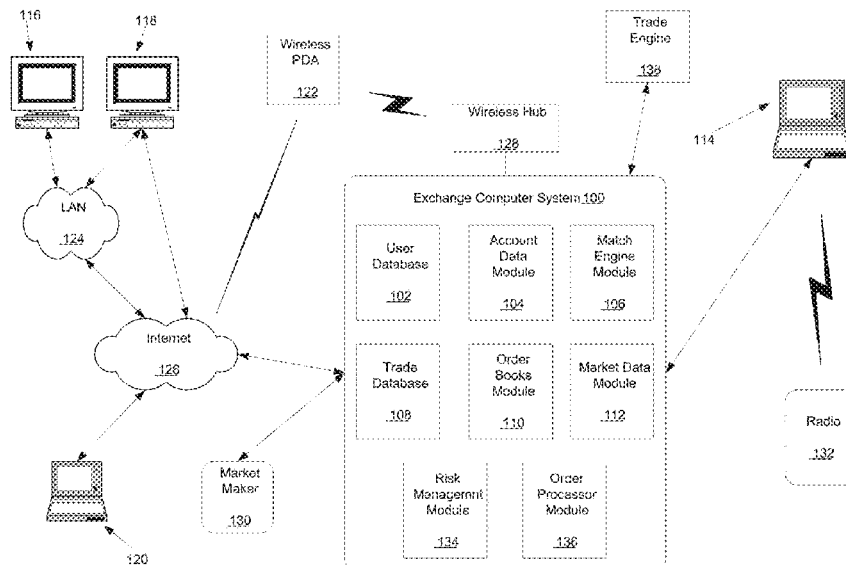 116
118
Wireless
PDA
122
Trade
Engine
138
Wireless Hub
128
114
LAN
124
Exchange Computer System 100
User
Database
102
Account
Data
Module
104
Match
Engine
Module
106
Internet
126
Trade
Database
108
Order
Books
Module
110
Market Data
Module
112
Radio
132
Market
Maker
130
120
Risk
Managemnt
Module
134
Order
Processor
Module
136